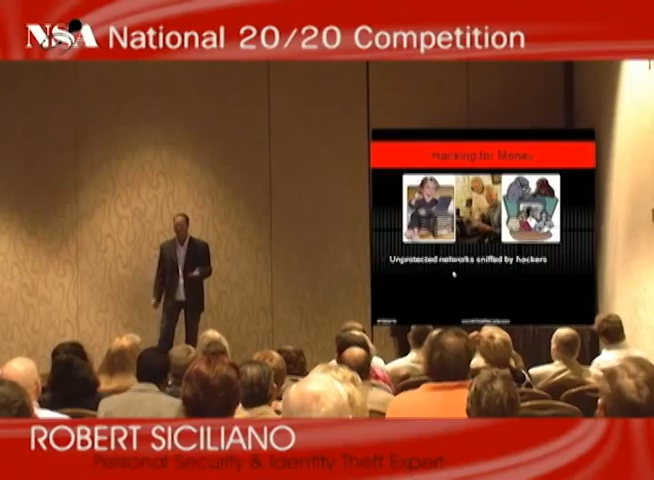 NSA National 20/20 Competition
Hacking for Money
Unprotected networks sniffed by hackers
ROBERT SICILIANO
Personal Security & Identity Theft Expert